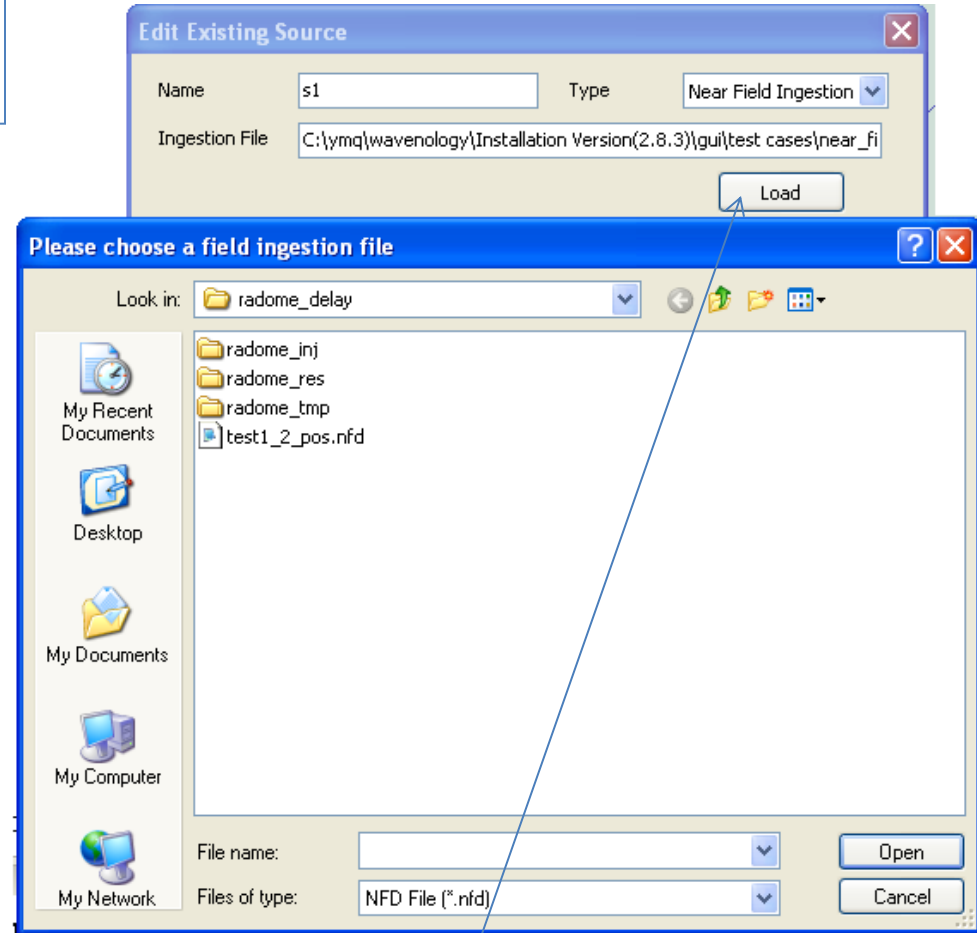 Edit Existing Source
Name s1 Type Near Field Ingestion
Ingestion File C:\ymq\wavenology\Installation Version(2.8.3)\gui\test cases\near_fi
Load
Please choose a field ingestion file
Look in: radome_delay
radome_inj
radome_res
radome_tmp
test1_2_pos.nfd
My Recent
Documents
Desktop
My Documents
My Computer
My Network
File name: Open
Files of type: NFD File (*.nfd) Cancel